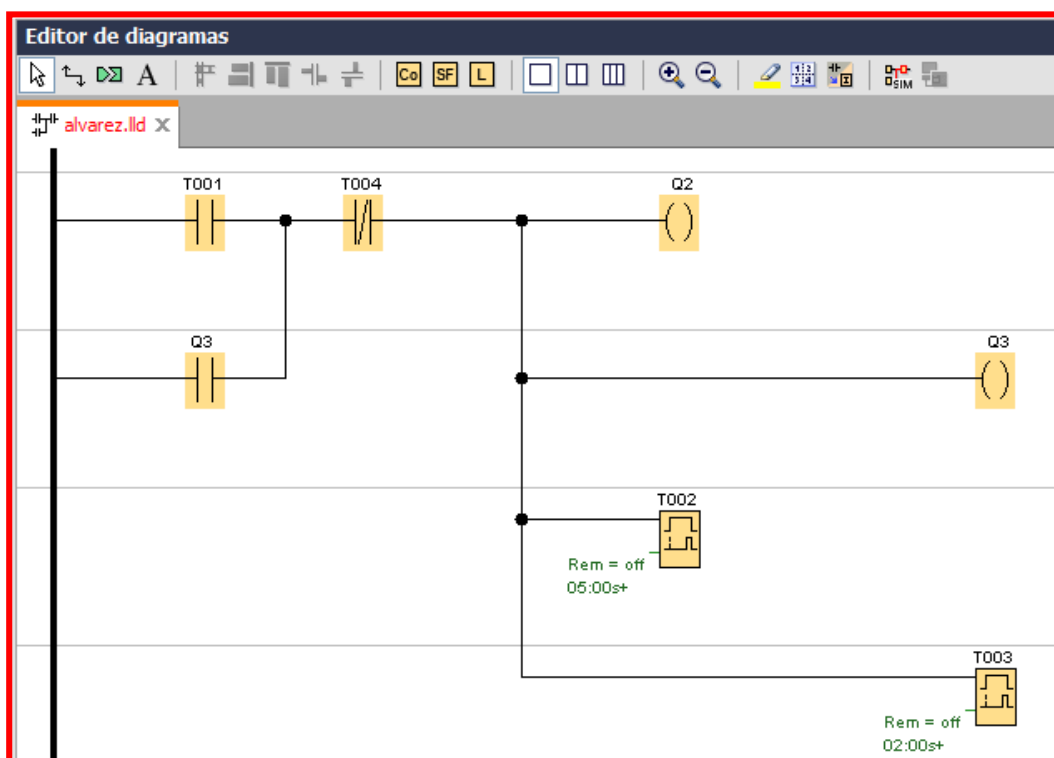 Editor de diagramas
A
Co SF L
SIM
alvarez.lld
T001 T004 Q2
Q3 Q3
T002
Rem = off
05:00s+
T003
Rem = off
02:00s+